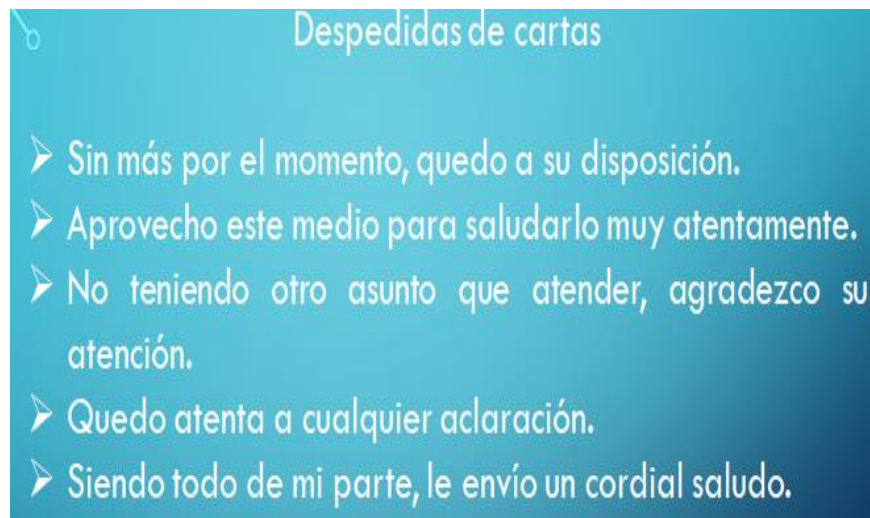 Despedidas de cartas
➤ Sin más por el momento, quedo a su disposición.
➤ Aprovecho este medio para saludarlo muy atentamente.
➤ No teniendo otro asunto que atender, agradezco su
atención.
➤ Quedo atenta a cualquier aclaración.
➤ Siendo todo de mi parte, le envío un cordial saludo.